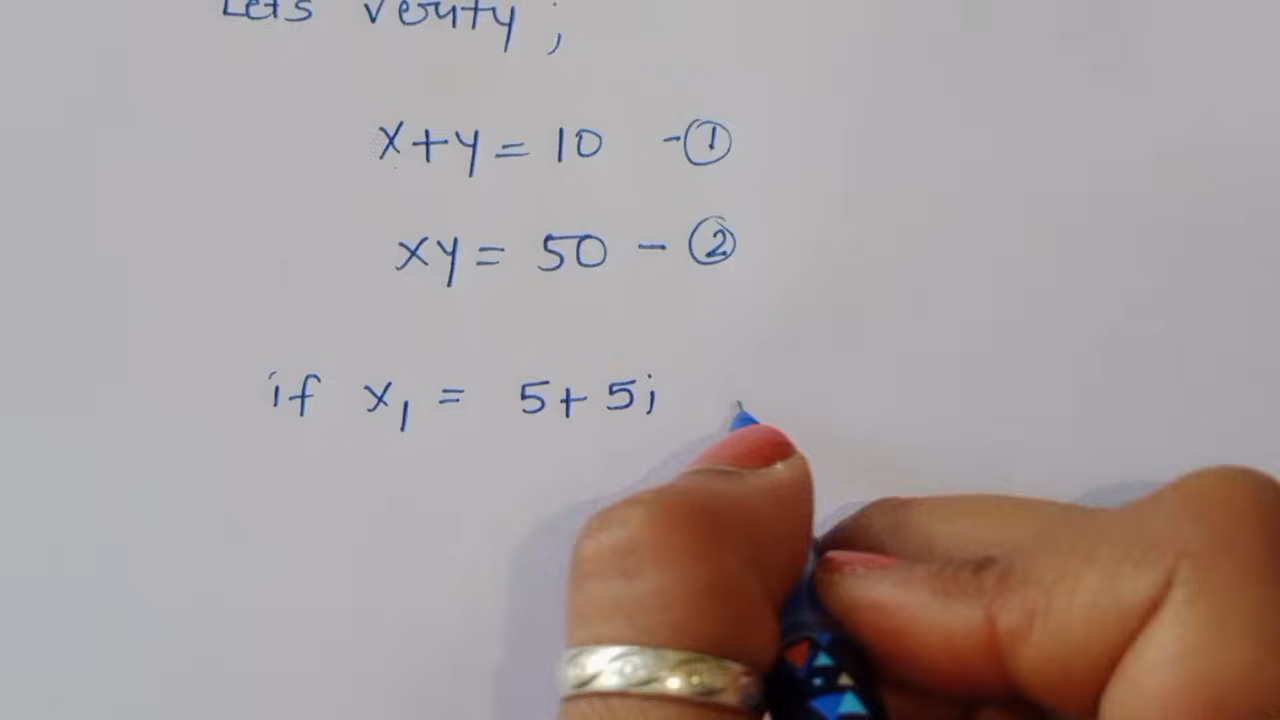 Lets verify;
x+y = 10 -①
xy = 50 - ②
if x₁ = 5+5i